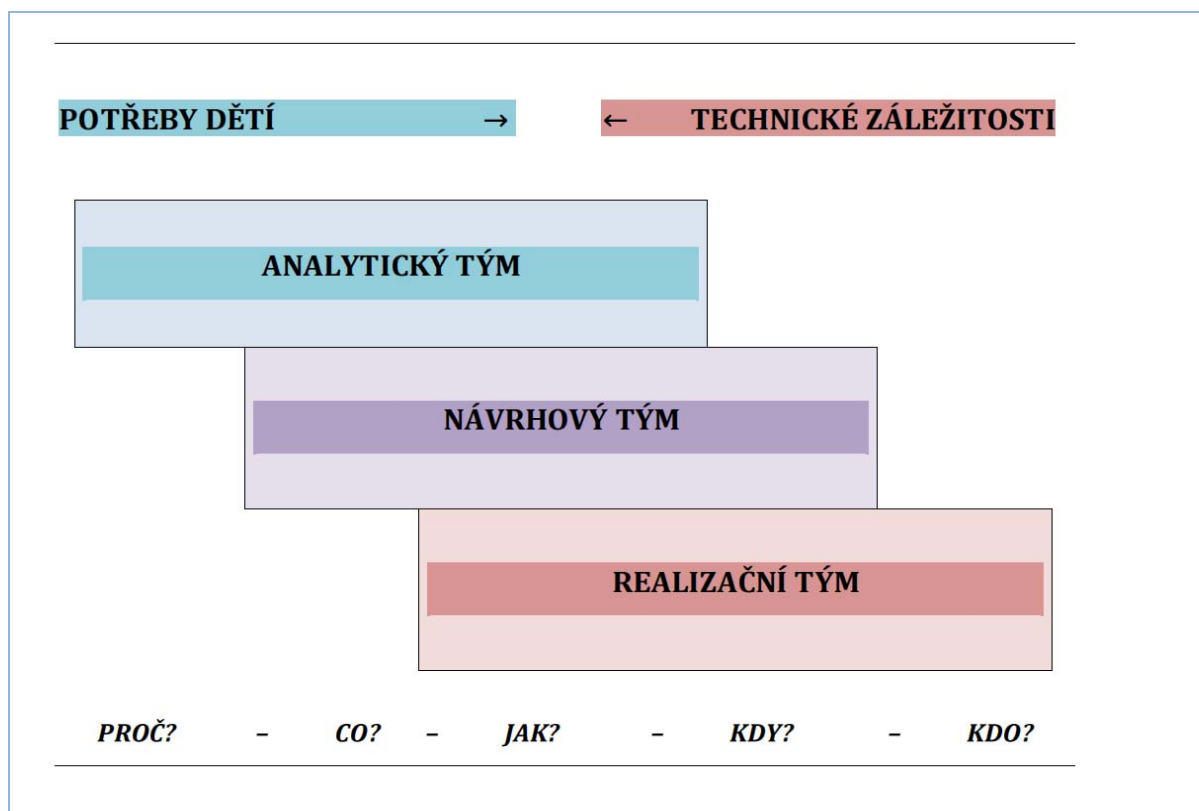 POTŘEBY DĚTÍ → ← TECHNICKÉ ZÁLEŽITOSTI
ANALYTICKÝ TÝM
NÁVRHOVÝ TÝM
REALIZAČNÍ TÝM
PROČ? – CO? – JAK? – KDY? – KDO?